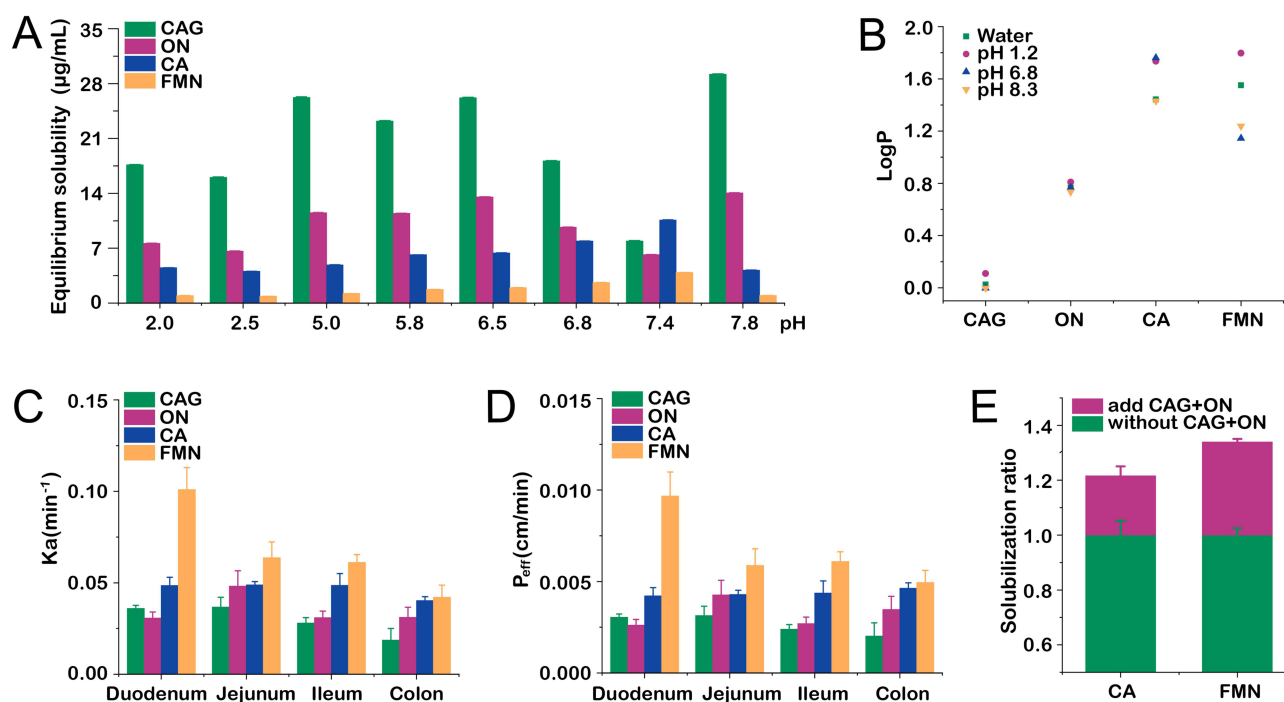 A
CAG
ON
CA
FMN
Equilibrium solubility (μg/mL)
35
28
21
14
7
0
2.0 2.5 5.0 5.8 6.5 6.8 7.4 7.8 pH
B
Water
pH 1.2
pH 6.8
pH 8.3
LogP
2.0
1.6
1.2
0.8
0.4
0.0
CAG ON CA FMN
C
CAG
ON
CA
FMN
Ka(min⁻¹)
0.15
0.10
0.05
0.00
Duodenum Jejunum Ileum Colon
D
CAG
ON
CA
FMN
Peff(cm/min)
0.015
0.010
0.005
0.000
Duodenum Jejunum Ileum Colon
E
add CAG+ON
without CAG+ON
Solubilization ratio
1.4
1.2
1.0
0.8
0.6
CA FMN